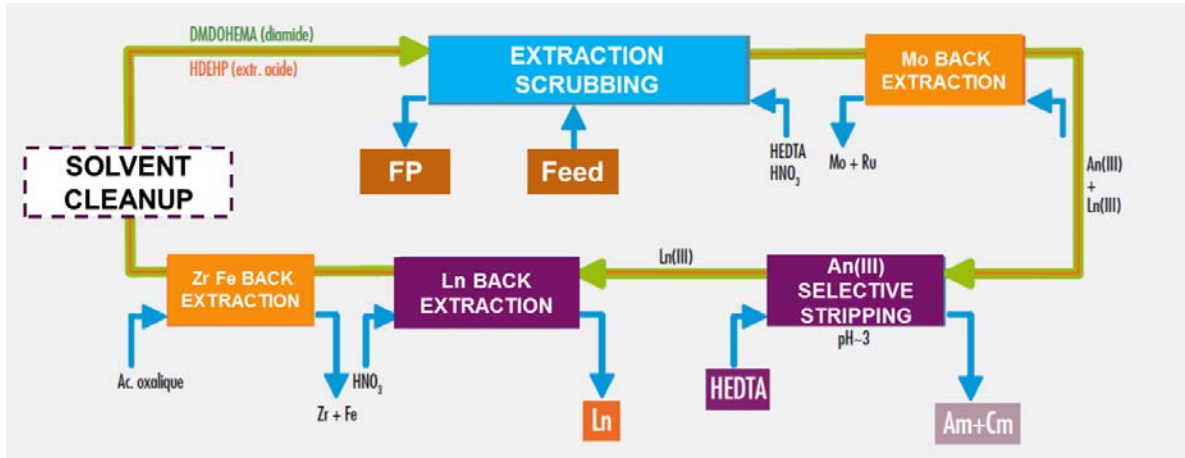 DMDOHEMA (diamide)
HDEHP (extr. acide)
EXTRACTION
SCRUBBING
Mo BACK
EXTRACTION
FP
Feed
HEDTA
HNO₃
Mo + Ru
An(III)
+
Ln(III)
SOLVENT
CLEANUP
Zr Fe BACK
EXTRACTION
Ln BACK
EXTRACTION
Ln(III)
An(III)
SELECTIVE
STRIPPING
pH~3
Ac. oxalique
Zr + Fe
HNO₃
Ln
HEDTA
Am+Cm